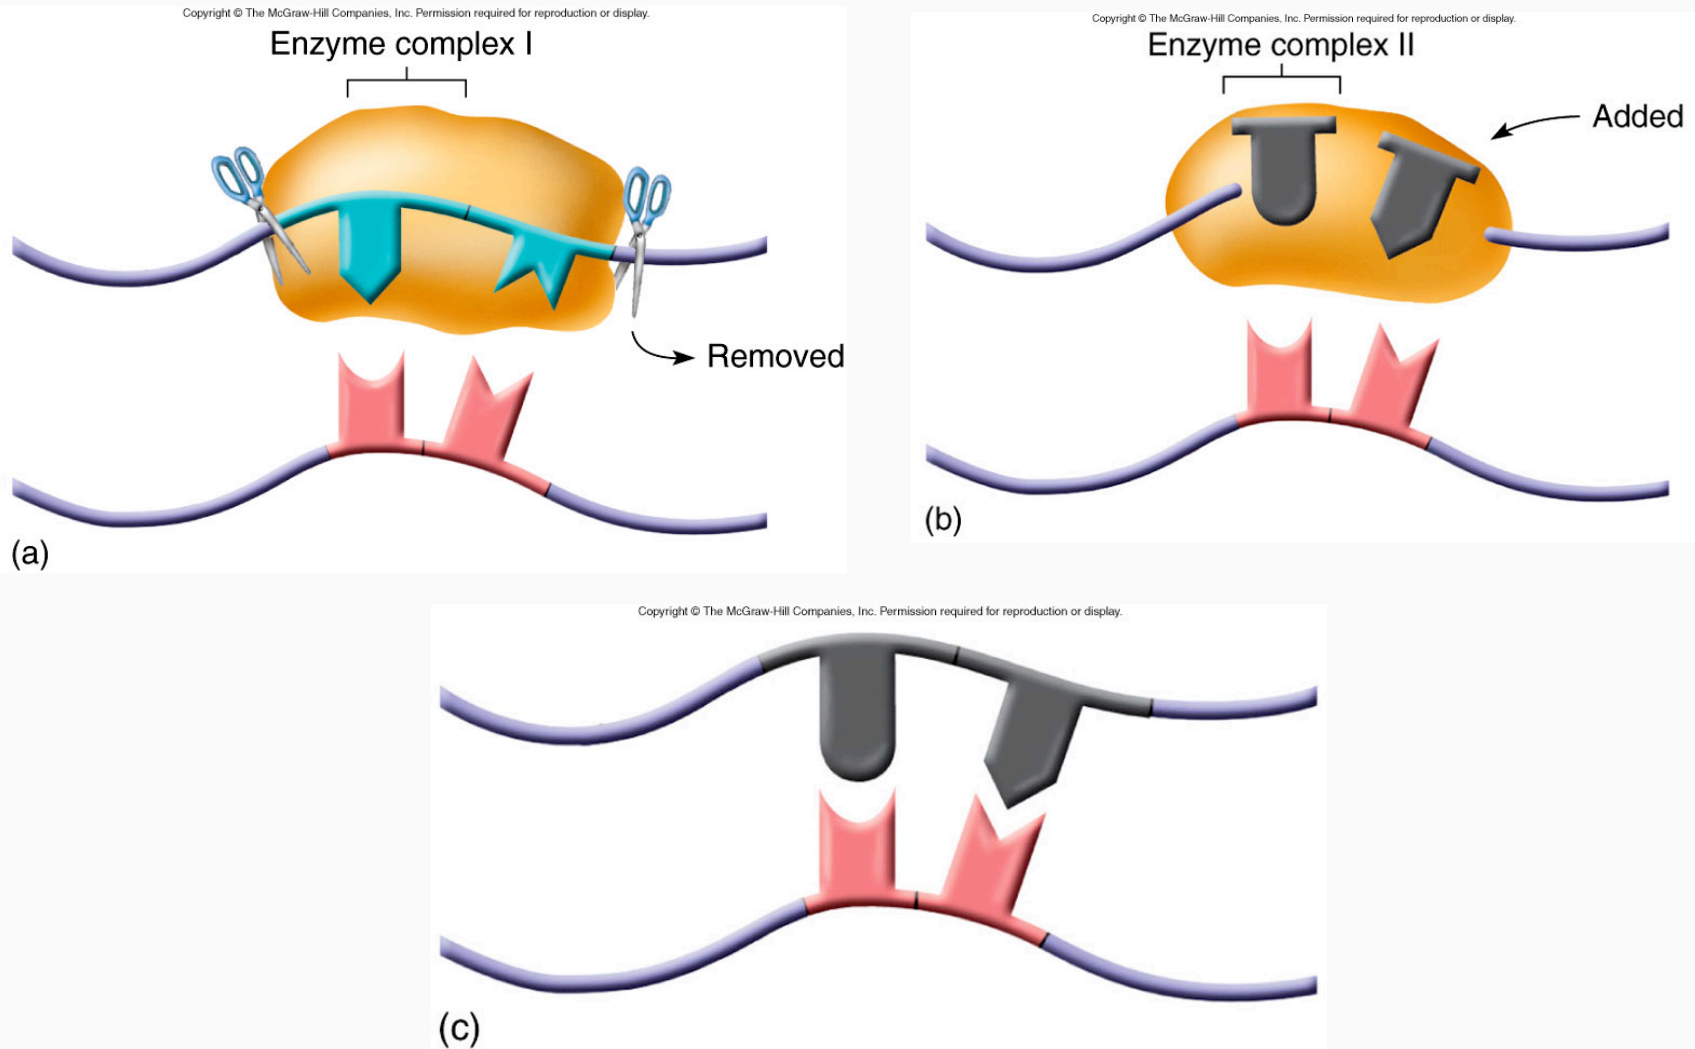 Copyright © The McGraw-Hill Companies, Inc. Permission required for reproduction or display.
Enzyme complex I
Removed
(a)
Copyright © The McGraw-Hill Companies, Inc. Permission required for reproduction or display.
Enzyme complex II
Added
(b)
Copyright © The McGraw-Hill Companies, Inc. Permission required for reproduction or display.
(c)